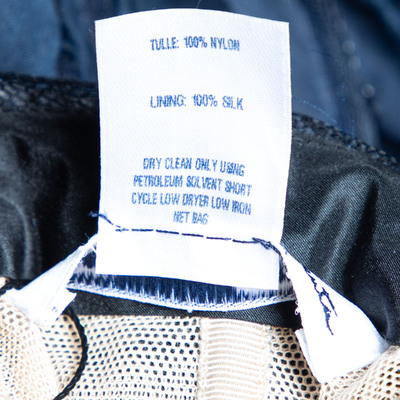 TULLE: 100% NYLON
LINING: 100% SILK
DRY CLEAN ONLY USING
PETROLEUM SOLVENT SHORT
CYCLE LOW DRYER LOW IRON
NET BAG